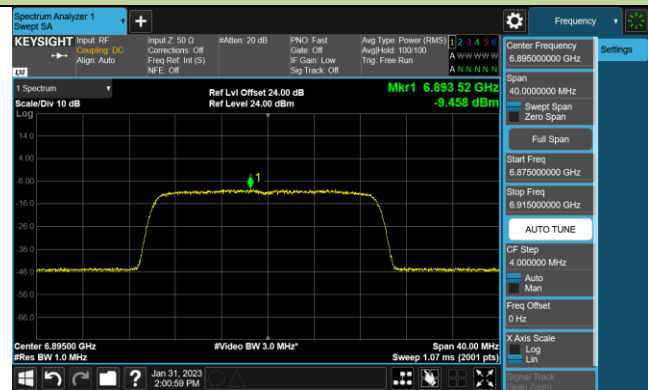 Spectrum Analyzer 1
Swept SA
Frequency
KEYSIGHT
Input: RF
Coupling: DC
Align: Auto
Input Z: 50 Ω
Corrections: Off
Freq Ref: Int (S)
NFE: Off
#Atten: 20 dB
PNO: Fast
Gate: Off
IF Gain: Low
Sig Track: Off
Avg Type: Power (RMS)
Avg|Hold: 100/100
Trig: Free Run
1 2 3 4 5 6
A W W W W W
A N N N N N
LXI
1 Spectrum
Scale/Div 10 dB
Log
Ref Lvl Offset 24.00 dB
Ref Level 24.00 dBm
Mkr1 6.893 52 GHz
-9.458 dBm
14.0
4.00
-6.00
-16.0
-26.0
-36.0
-46.0
-56.0
-66.0
1
Center 6.89500 GHz
#Res BW 1.0 MHz
#Video BW 3.0 MHz*
Span 40.00 MHz
Sweep 1.07 ms (2001 pts)
Jan 31, 2023
2:00:59 PM
Center Frequency
6.895000000 GHz
Settings
Span
40.0000000 MHz
Swept Span
Zero Span
Full Span
Start Freq
6.875000000 GHz
Stop Freq
6.915000000 GHz
AUTO TUNE
CF Step
4.000000 MHz
Auto
Man
Freq Offset
0 Hz
X Axis Scale
Log
Lin
Signal Track
(Span Zoom)